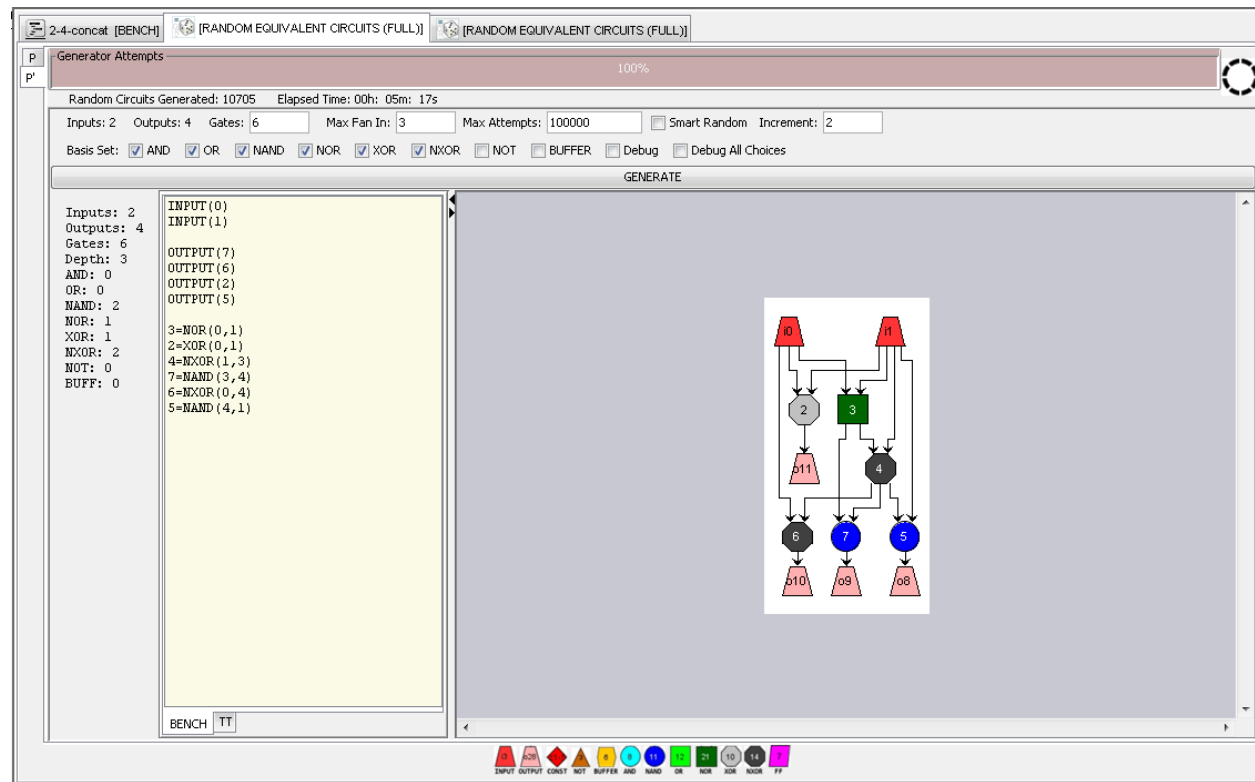 2-4-concat [BENCH] [RANDOM EQUIVALENT CIRCUITS (FULL)] [RANDOM EQUIVALENT CIRCUITS (FULL)]
P
P'
Generator Attempts
100%
Random Circuits Generated: 10705 Elapsed Time: 00h: 05m: 17s
Inputs: 2 Outputs: 4 Gates: 6 Max Fan In: 3 Max Attempts: 100000 Smart Random Increment: 2
Basis Set: AND OR NAND NOR XOR NXOR NOT BUFFER Debug Debug All Choices
GENERATE
Inputs: 2
Outputs: 4
Gates: 6
Depth: 3
AND: 0
OR: 0
NAND: 2
NOR: 1
XOR: 1
NXOR: 2
NOT: 0
BUFF: 0
INPUT(0)
INPUT(1)
OUTPUT(7)
OUTPUT(6)
OUTPUT(2)
OUTPUT(5)
3=NOR(0,1)
2=XOR(0,1)
4=NXOR(1,3)
7=NAND(3,4)
6=NXOR(0,4)
5=NAND(4,1)
BENCH TT
i0 i1
2 3
o11 4
6 7 5
o10 o9 o8
INPUT OUTPUT CONST NOT BUFFER AND NAND OR NOR XOR NXOR FF